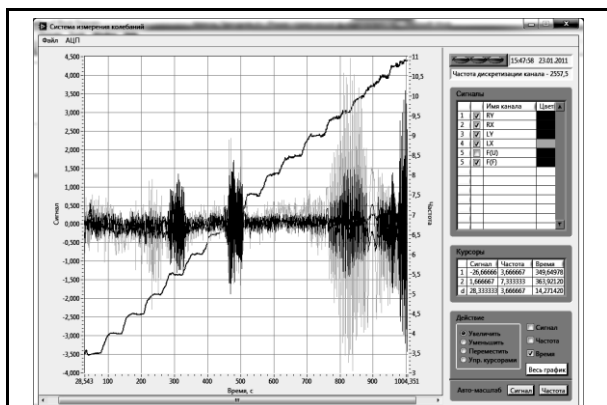 Система измерения колебаний
Файл АЦП
15:47:58 23.01.2011
Частота дискретизации канала - 2557,5
Сигналы
Имя канала Цвет
1 RY
2 RX
3 LY
4 LX
5 F(U)
5 F(F)
Курсоры
Сигнал Частота Время
1 -26,66666 3,666667 349,64978
2 1,666667 7,333333 363,92120
d 28,333333 3,666667 14,271420
Действие
Увеличить
Уменьшить
Переместить
Упр. курсорами
Сигнал
Частота
Время
Весь график
Авто-масштаб Сигнал Частота
4,500
4,000
3,500
3,000
2,500
2,000
1,500
1,000
0,500
0,000
-0,500
-1,000
-1,500
-2,000
-2,500
-3,000
-3,500
-4,000
Сигнал
11
10,5
10
9,5
9
8,5
8
7,5
7
6,5
6
5,5
5
4,5
4
3,5
3
Частота
28,543 100 200 300 400 500 600 700 800 900 1004,351
Время, с